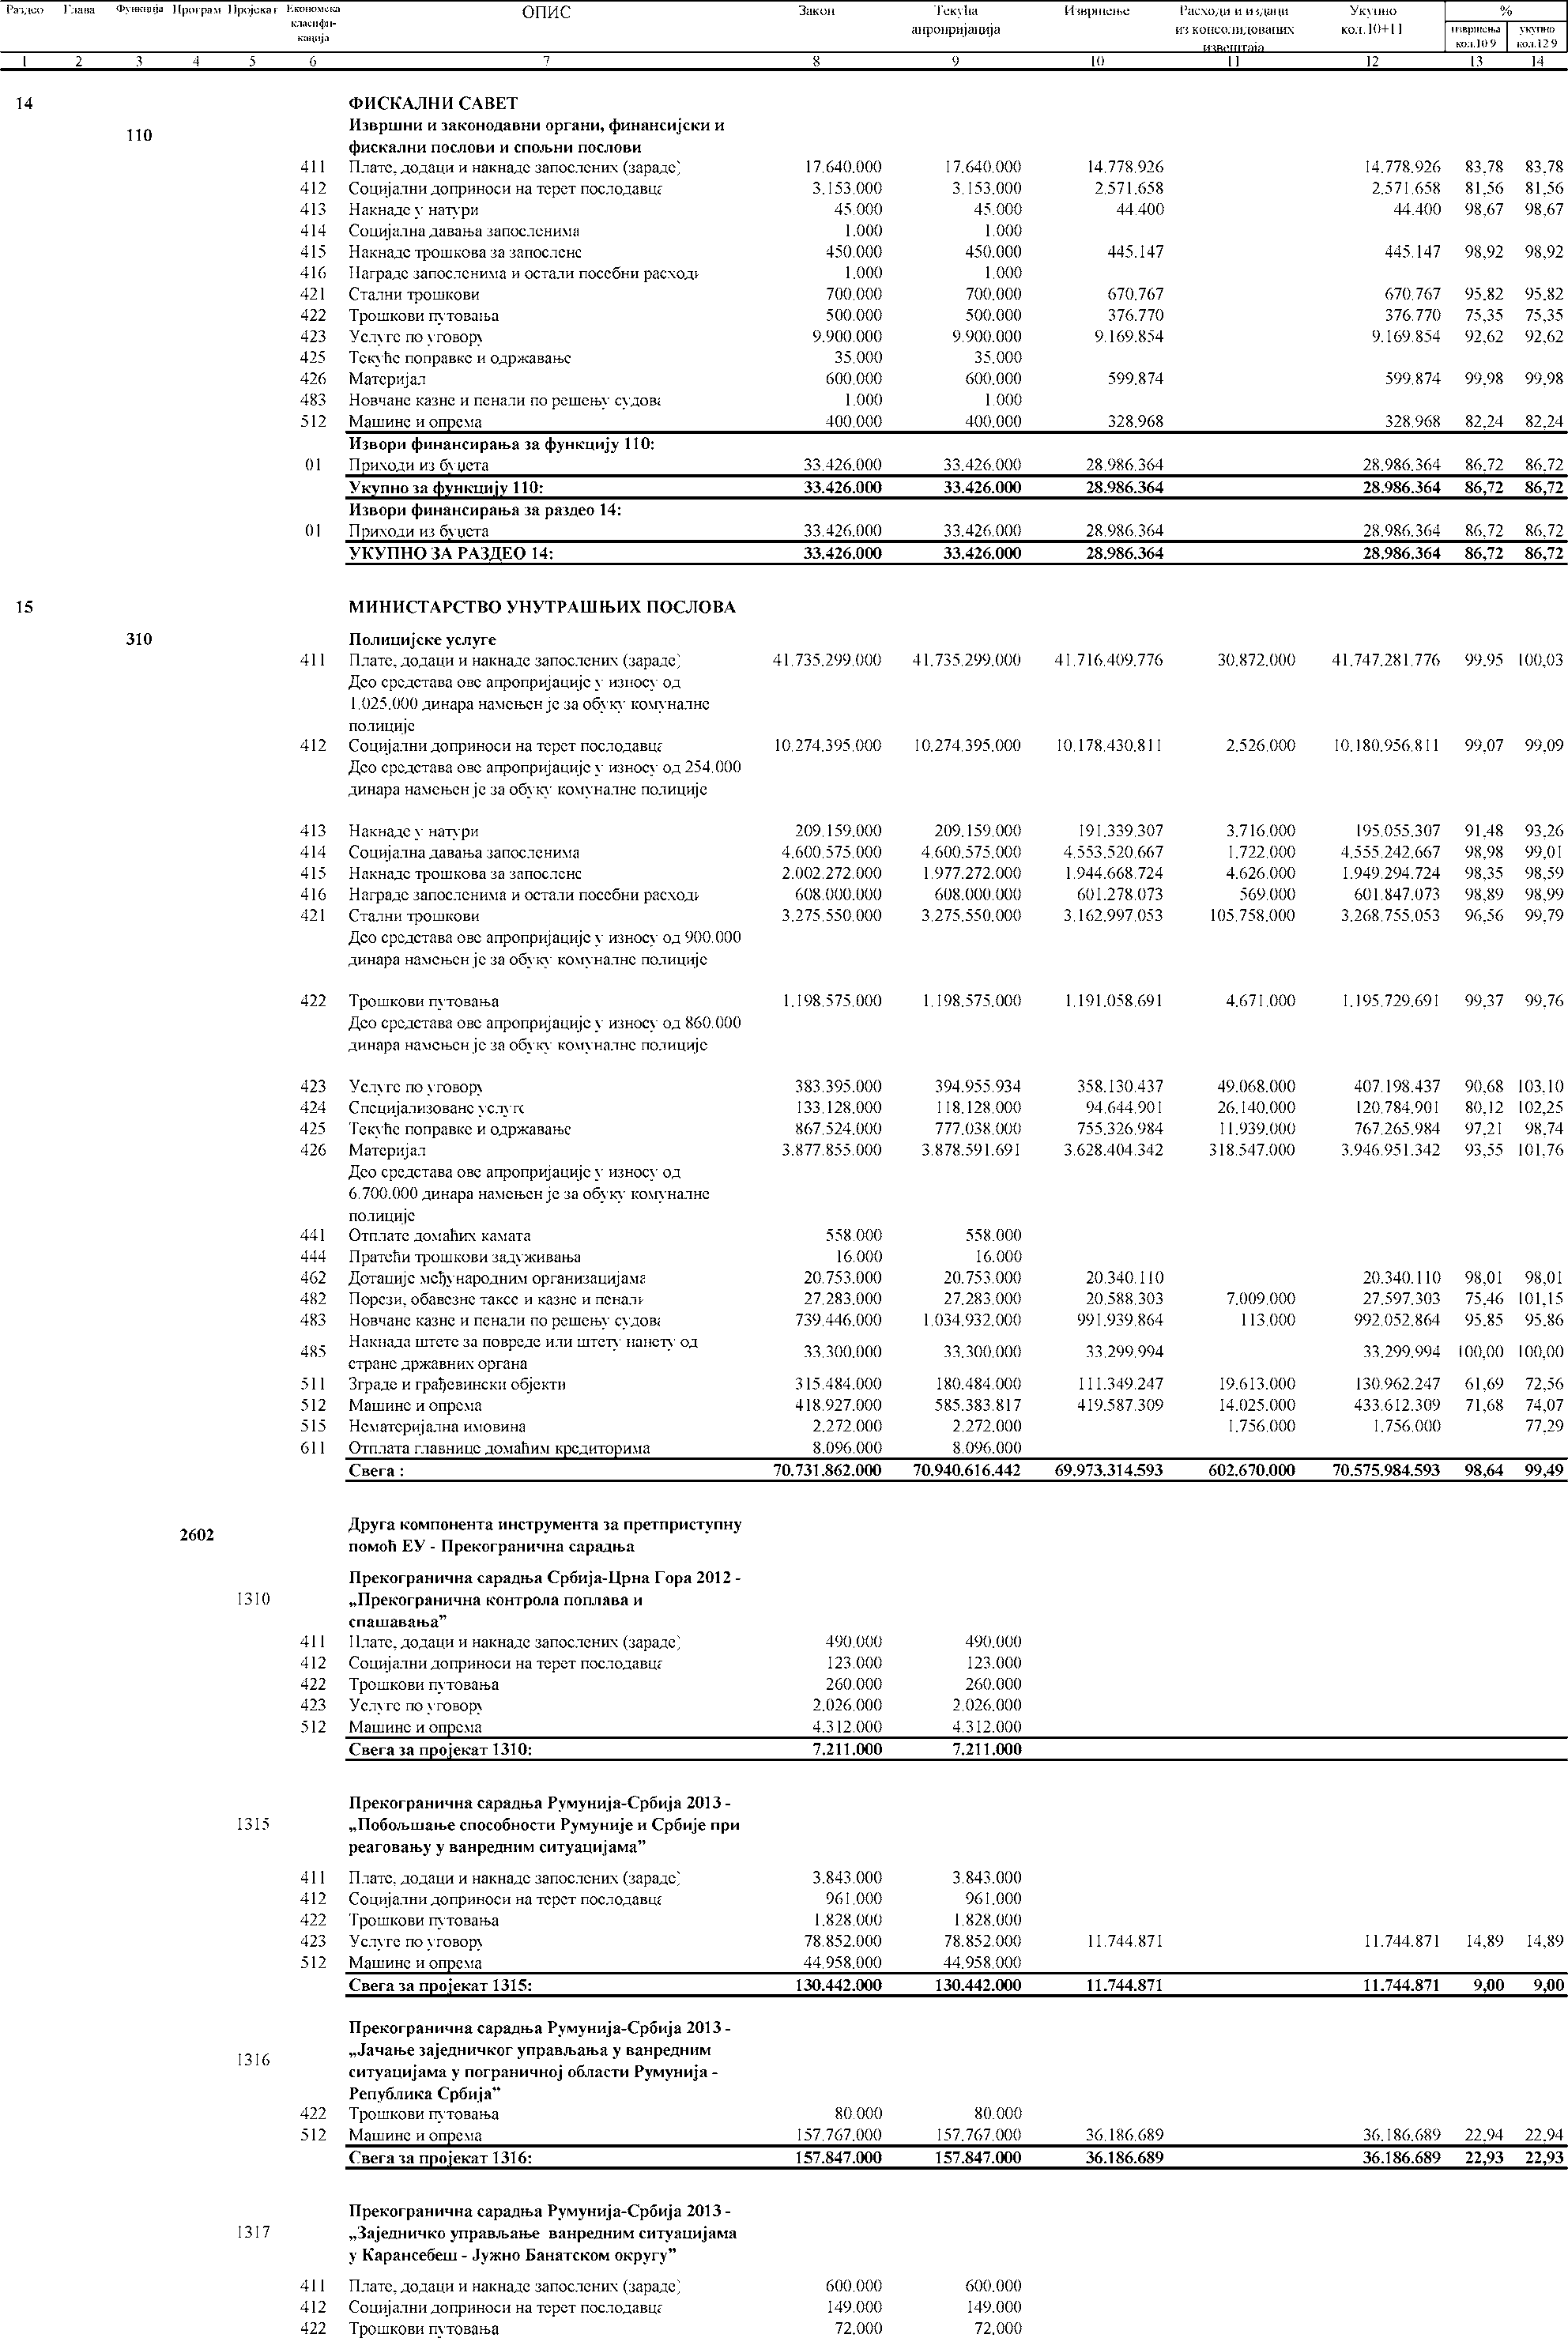 Раздео Глава Функција Програм Пројекат Економска класифи-кација ОПИС Закон Текућа апропријација Извршење Расходи и издаци из консолидованих извештаја Укупно кол.10+11 %
извршења кол.10/9 укупно кол.12/9
1 2 3 4 5 6 7 8 9 10 11 12 13 14
14 ФИСКАЛНИ САВЕТ
110 Извршни и законодавни органи, финансијски и
фискални послови и спољни послови
411 Плате, додаци и накнаде запослених (зараде) 17.640.000 17.640.000 14.778.926 14.778.926 83,78 83,78
412 Социјални доприноси на терет послодавца 3.153.000 3.153.000 2.571.658 2.571.658 81,56 81,56
413 Накнаде у натури 45.000 45.000 44.400 44.400 98,67 98,67
414 Социјална давања запосленима 1.000 1.000
415 Накнаде трошкова за запослене 450.000 450.000 445.147 445.147 98,92 98,92
416 Награде запосленима и остали посебни расходи 1.000 1.000
421 Стални трошкови 700.000 700.000 670.767 670.767 95,82 95,82
422 Трошкови путовања 500.000 500.000 376.770 376.770 75,35 75,35
423 Услуге по уговору 9.900.000 9.900.000 9.169.854 9.169.854 92,62 92,62
425 Текуће поправке и одржавање 35.000 35.000
426 Материјал 600.000 600.000 599.874 599.874 99,98 99,98
483 Новчане казне и пенали по решењу судова 1.000 1.000
512 Машине и опрема 400.000 400.000 328.968 328.968 82,24 82,24
Извори финансирања за функцију 110:
01 Приходи из буџета 33.426.000 33.426.000 28.986.364 28.986.364 86,72 86,72
Укупно за функцију 110: 33.426.000 33.426.000 28.986.364 28.986.364 86,72 86,72
Извори финансирања за раздео 14:
01 Приходи из буџета 33.426.000 33.426.000 28.986.364 28.986.364 86,72 86,72
УКУПНО ЗА РАЗДЕО 14: 33.426.000 33.426.000 28.986.364 28.986.364 86,72 86,72
15 МИНИСТАРСТВО УНУТРАШЊИХ ПОСЛОВА
310 Полицијске услуге
411 Плате, додаци и накнаде запослених (зараде) 41.735.299.000 41.735.299.000 41.716.409.776 30.872.000 41.747.281.776 99,95 100,03
Део средстава ове апропријације у износу од
1.025.000 динара намењен је за обуку комуналне
полиције
412 Социјални доприноси на терет послодавца 10.274.395.000 10.274.395.000 10.178.430.811 2.526.000 10.180.956.811 99,07 99,09
Део средстава ове апропријације у износу од 254.000
динара намењен је за обуку комуналне полиције
413 Накнаде у натури 209.159.000 209.159.000 191.339.307 3.716.000 195.055.307 91,48 93,26
414 Социјална давања запосленима 4.600.575.000 4.600.575.000 4.553.520.667 1.722.000 4.555.242.667 98,98 99,01
415 Накнаде трошкова за запослене 2.002.272.000 1.977.272.000 1.944.668.724 4.626.000 1.949.294.724 98,35 98,59
416 Награде запосленима и остали посебни расходи 608.000.000 608.000.000 601.278.073 569.000 601.847.073 98,89 98,99
421 Стални трошкови 3.275.550.000 3.275.550.000 3.162.997.053 105.758.000 3.268.755.053 96,56 99,79
Део средстава ове апропријације у износу од 900.000
динара намењен је за обуку комуналне полиције
422 Трошкови путовања 1.198.575.000 1.198.575.000 1.191.058.691 4.671.000 1.195.729.691 99,37 99,76
Део средстава ове апропријације у износу од 860.000
динара намењен је за обуку комуналне полиције
423 Услуге по уговору 383.395.000 394.955.934 358.130.437 49.068.000 407.198.437 90,68 103,10
424 Специјализоване услуге 133.128.000 118.128.000 94.644.901 26.140.000 120.784.901 80,12 102,25
425 Текуће поправке и одржавање 867.524.000 777.038.000 755.326.984 11.939.000 767.265.984 97,21 98,74
426 Материјал 3.877.855.000 3.878.591.691 3.628.404.342 318.547.000 3.946.951.342 93,55 101,76
Део средстава ове апропријације у износу од
6.700.000 динара намењен је за обуку комуналне
полиције
441 Отплате домаћих камата 558.000 558.000
444 Пратећи трошкови задуживања 16.000 16.000
462 Дотације међународним организацијама 20.753.000 20.753.000 20.340.110 20.340.110 98,01 98,01
482 Порези, обавезне таксе и казне и пенали 27.283.000 27.283.000 20.588.303 7.009.000 27.597.303 75,46 101,15
483 Новчане казне и пенали по решењу судова 739.446.000 1.034.932.000 991.939.864 113.000 992.052.864 95,85 95,86
485 Накнада штете за повреде или штету нанету од
стране државних органа 33.300.000 33.300.000 33.299.994 33.299.994 100,00 100,00
511 Зграде и грађевински објекти 315.484.000 180.484.000 111.349.247 19.613.000 130.962.247 61,69 72,56
512 Машине и опрема 418.927.000 585.383.817 419.587.309 14.025.000 433.612.309 71,68 74,07
515 Нематеријална имовина 2.272.000 2.272.000 1.756.000 1.756.000 77,29
611 Отплата главнице домаћим кредиторима 8.096.000 8.096.000
Свега : 70.731.862.000 70.940.616.442 69.973.314.593 602.670.000 70.575.984.593 98,64 99,49
2602 Друга компонента инструмента за претприступну
помоћ ЕУ - Прекогранична сарадња
Прекогранична сарадња Србија-Црна Гора 2012 -
1310 „Прекогранична контрола поплава и
спашавања”
411 Плате, додаци и накнаде запослених (зараде) 490.000 490.000
412 Социјални доприноси на терет послодавца 123.000 123.000
422 Трошкови путовања 260.000 260.000
423 Услуге по уговору 2.026.000 2.026.000
512 Машине и опрема 4.312.000 4.312.000
Свега за пројекат 1310: 7.211.000 7.211.000
Прекогранична сарадња Румунија-Србија 2013 -
1315 „Побољшање способности Румуније и Србије при
реаговању у ванредним ситуацијама”
411 Плате, додаци и накнаде запослених (зараде) 3.843.000 3.843.000
412 Социјални доприноси на терет послодавца 961.000 961.000
422 Трошкови путовања 1.828.000 1.828.000
423 Услуге по уговору 78.852.000 78.852.000 11.744.871 11.744.871 14,89 14,89
512 Машине и опрема 44.958.000 44.958.000
Свега за пројекат 1315: 130.442.000 130.442.000 11.744.871 11.744.871 9,00 9,00
Прекогранична сарадња Румунија-Србија 2013 -
1316 „Јачање заједничког управљања у ванредним
ситуацијама у пограничној области Румунија -
Република Србија”
422 Трошкови путовања 80.000 80.000
512 Машине и опрема 157.767.000 157.767.000 36.186.689 36.186.689 22,94 22,94
Свега за пројекат 1316: 157.847.000 157.847.000 36.186.689 36.186.689 22,93 22,93
Прекогранична сарадња Румунија-Србија 2013 -
1317 „Заједничко управљање ванредним ситуацијама
у Карансебеш - Јужно Банатском округу”
411 Плате, додаци и накнаде запослених (зараде) 600.000 600.000
412 Социјални доприноси на терет послодавца 149.000 149.000
422 Трошкови путовања 72.000 72.000